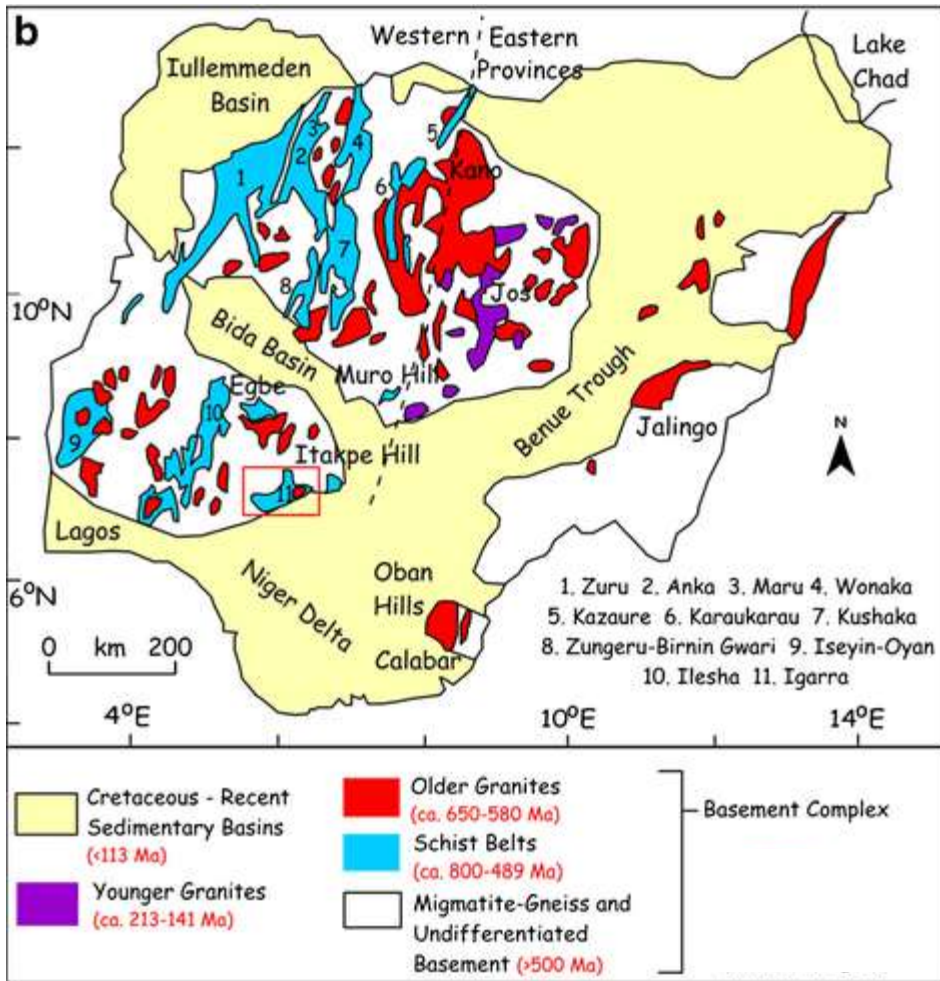 b
Western Eastern
Provinces
Lake
Chad
Iullemmeden
Basin
3
5
2
4
1
Kano
6
7
8
Jos
10°N
Bida Basin
Muro Hill
Benue Trough
Egbe
10
Jalingo
N
9
Itakpe Hill
11
Lagos
6°N
Niger Delta
Oban
Hills
Calabar
1. Zuru 2. Anka 3. Maru 4. Wonaka
5. Kazaure 6. Karaukarau 7. Kushaka
8. Zungeru-Birnin Gwari 9. Iseyin-Oyan
10. Ilesha 11. Igarra
0 km 200
4°E
10°E
14°E
Cretaceous - Recent
Sedimentary Basins
(<113 Ma)
Younger Granites
(ca. 213-141 Ma)
Older Granites
(ca. 650-580 Ma)
Schist Belts
(ca. 800-489 Ma)
Migmatite-Gneiss and
Undifferentiated
Basement (>500 Ma)
Basement Complex